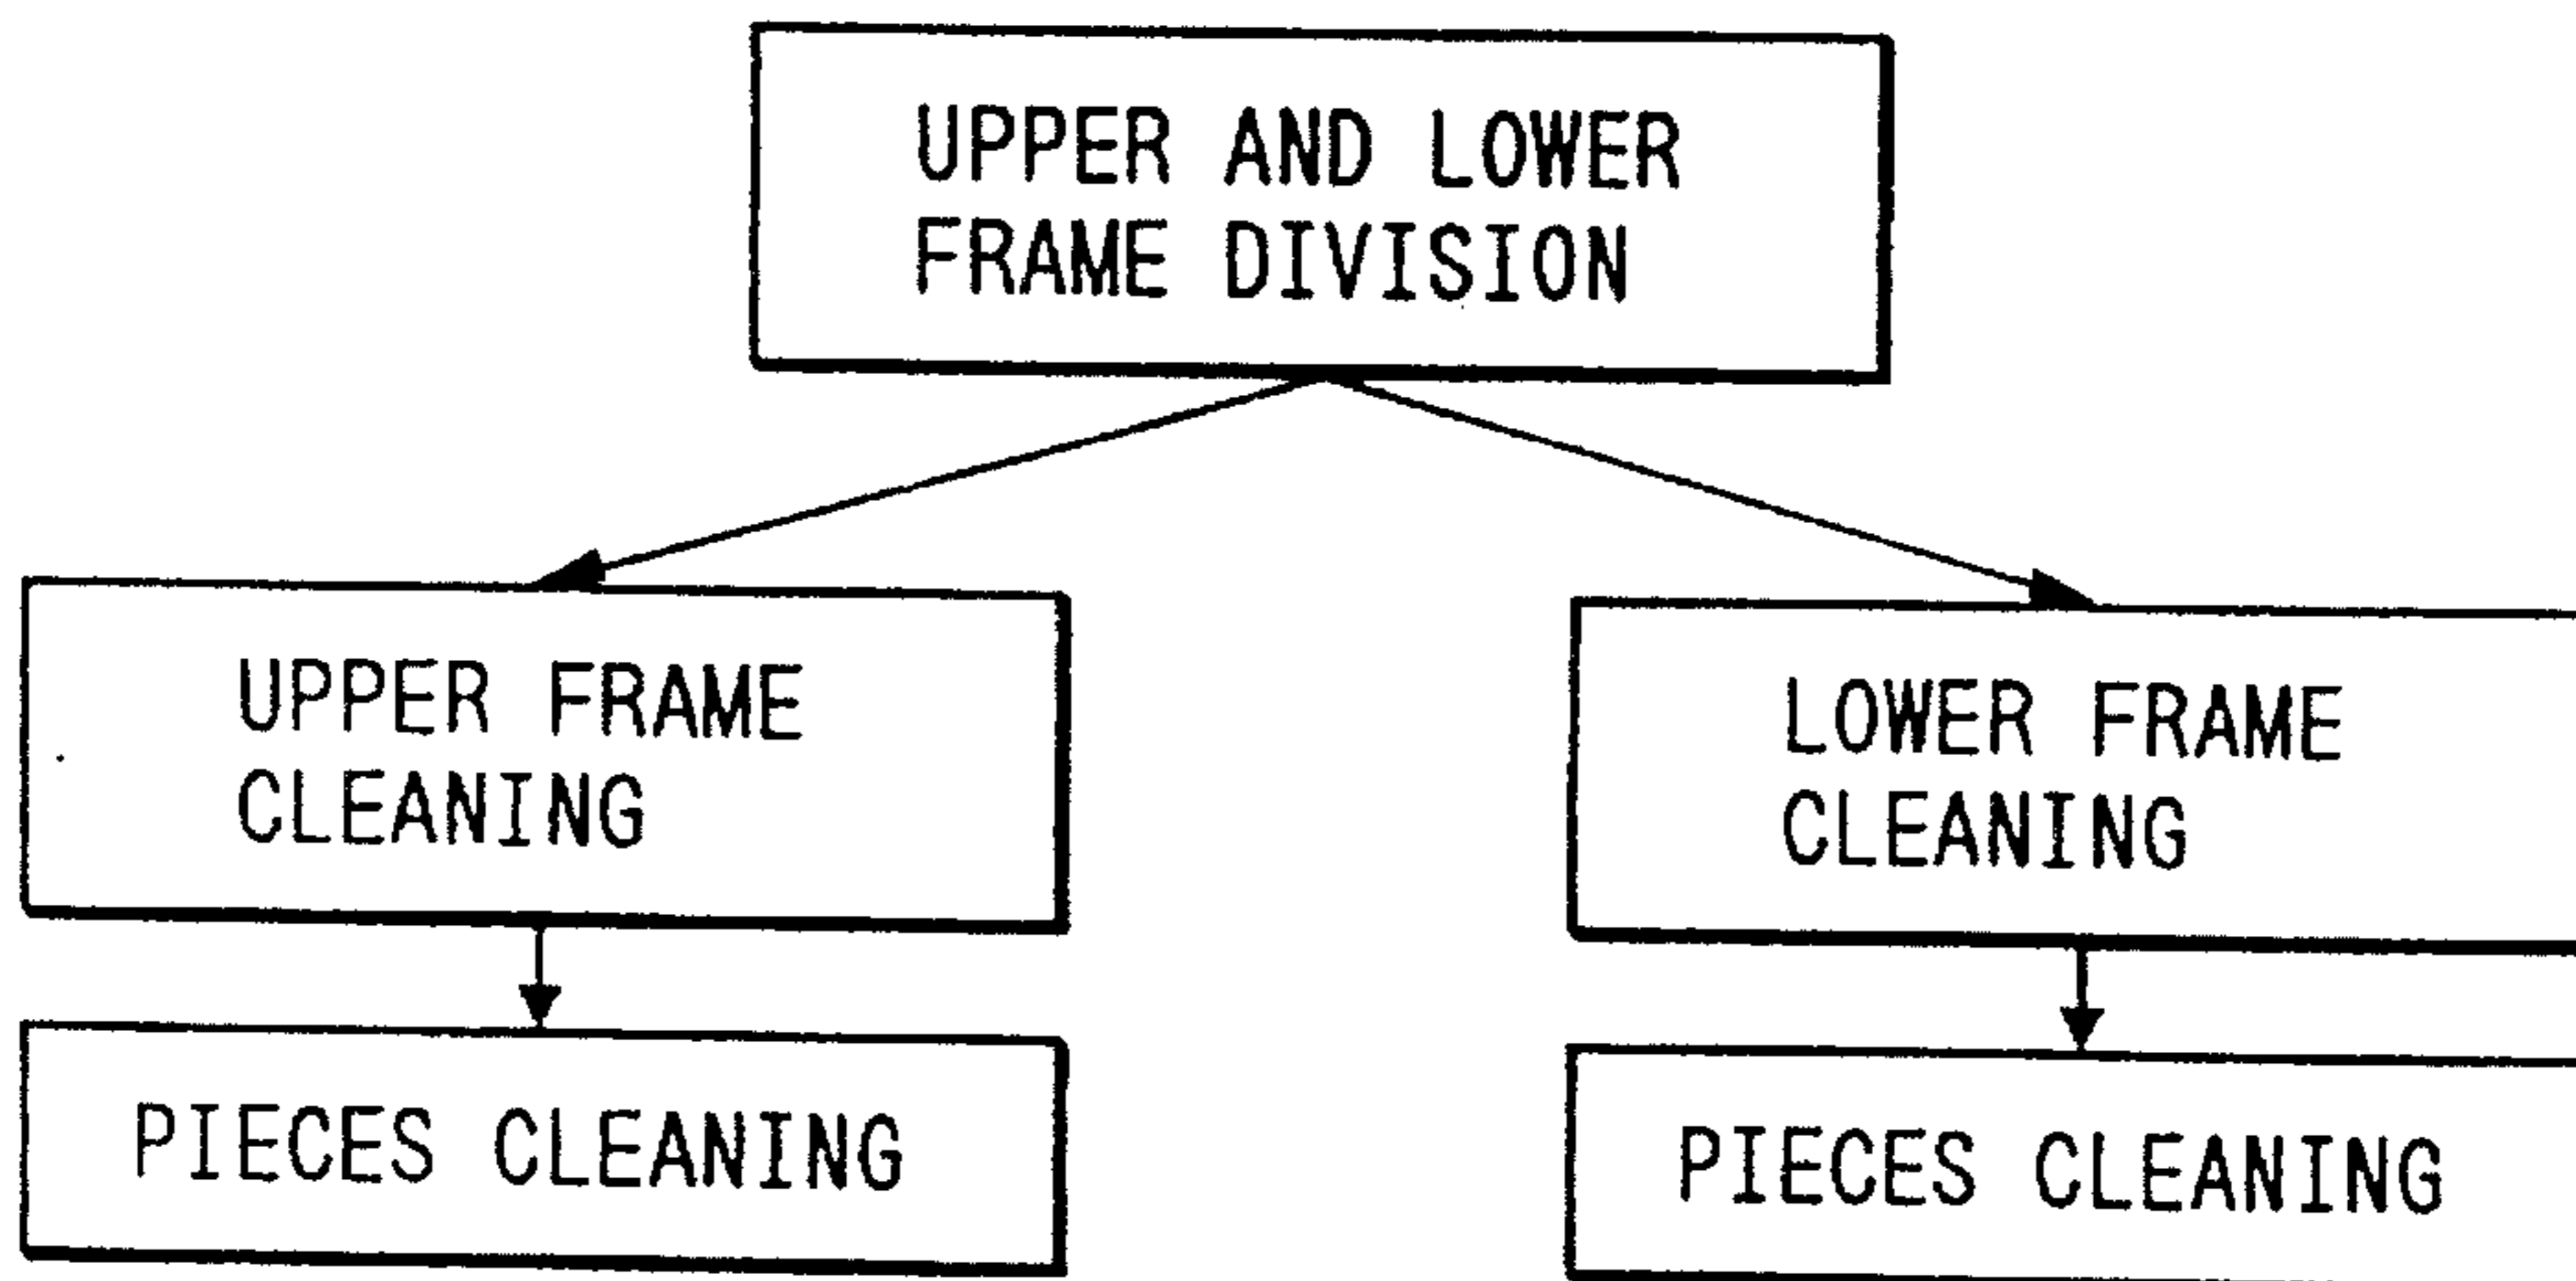 UPPER AND LOWER
FRAME DIVISION
UPPER FRAME
CLEANING
LOWER FRAME
CLEANING
PIECES CLEANING
PIECES CLEANING